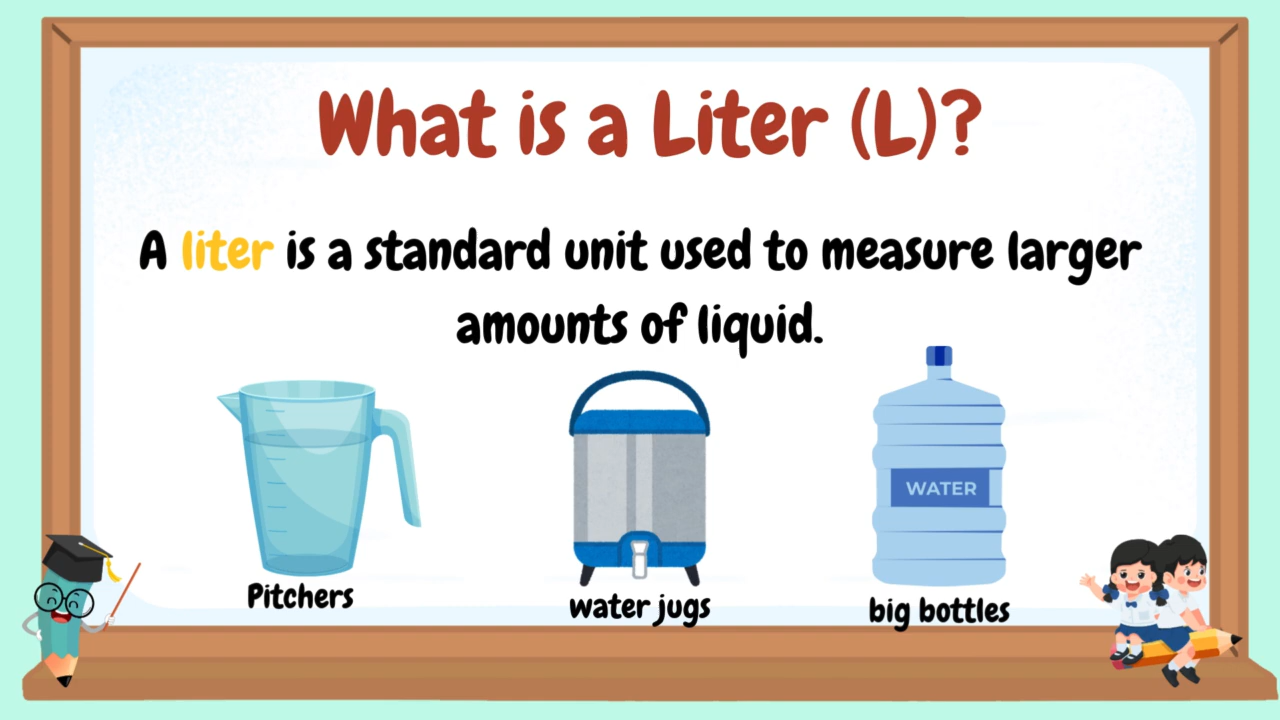 What is a Liter (L)?
A liter is a standard unit used to measure larger
amounts of liquid.
WATER
Pitchers
water jugs
big bottles